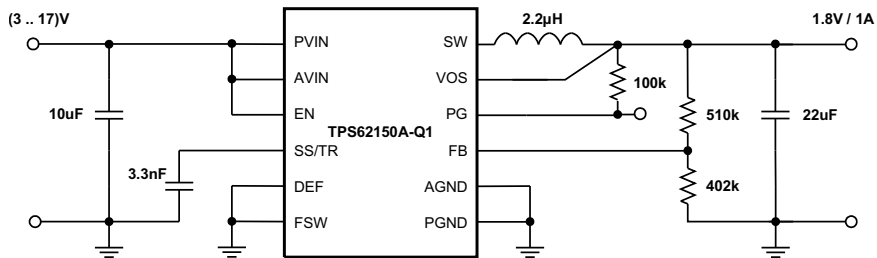 (3 .. 17)V
2.2µH
1.8V / 1A
PVIN
SW
AVIN
VOS
100k
10uF
EN
PG
510k
22uF
TPS62150A-Q1
SS/TR
FB
3.3nF
DEF
AGND
402k
FSW
PGND